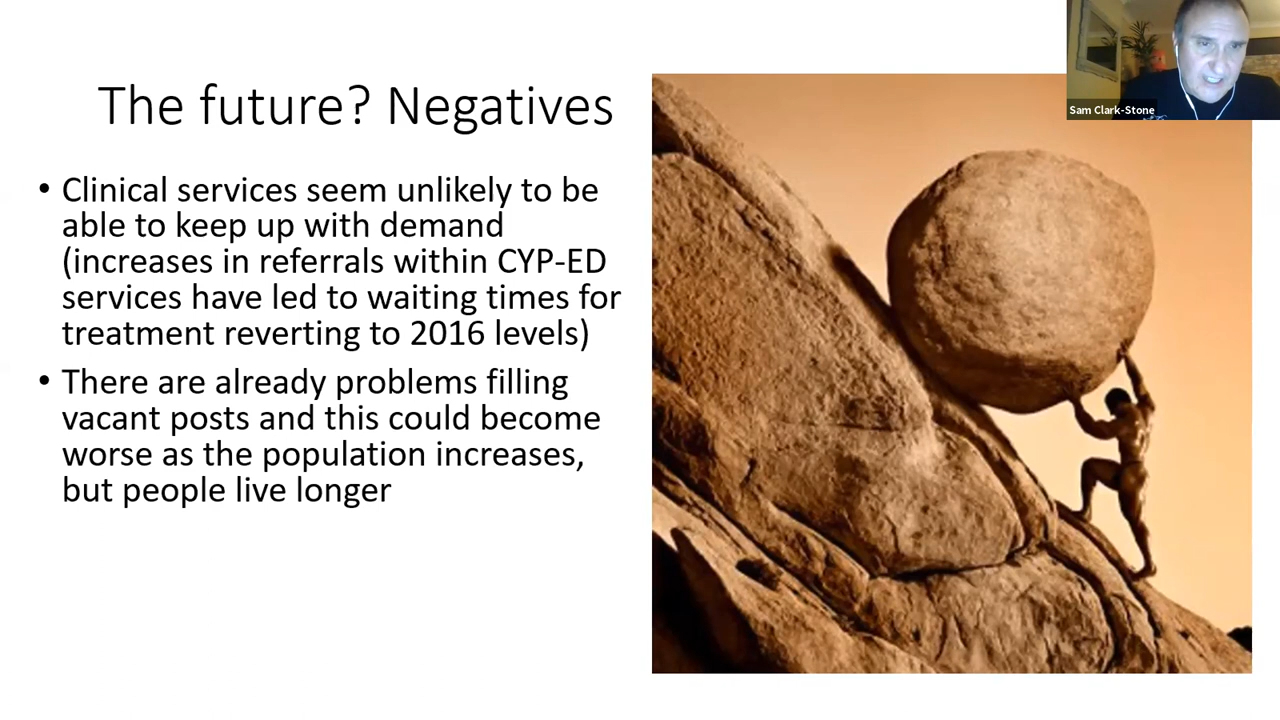 The future? Negatives
• Clinical services seem unlikely to be
able to keep up with demand
(increases in referrals within CYP-ED
services have led to waiting times for
treatment reverting to 2016 levels)
• There are already problems filling
vacant posts and this could become
worse as the population increases,
but people live longer
Sam Clark-Stone